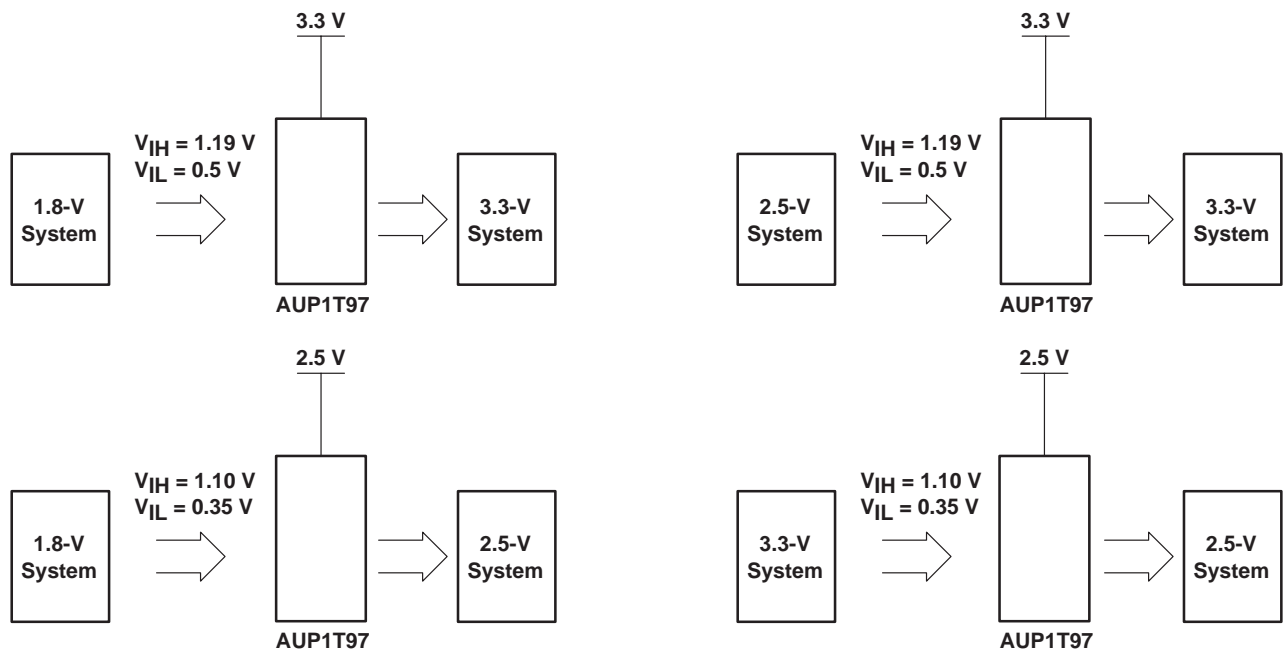 3.3 V
V_IH = 1.19 V
V_IL = 0.5 V
1.8-V
System
3.3-V
System
AUP1T97
3.3 V
V_IH = 1.19 V
V_IL = 0.5 V
2.5-V
System
3.3-V
System
AUP1T97
2.5 V
V_IH = 1.10 V
V_IL = 0.35 V
1.8-V
System
2.5-V
System
AUP1T97
2.5 V
V_IH = 1.10 V
V_IL = 0.35 V
3.3-V
System
2.5-V
System
AUP1T97